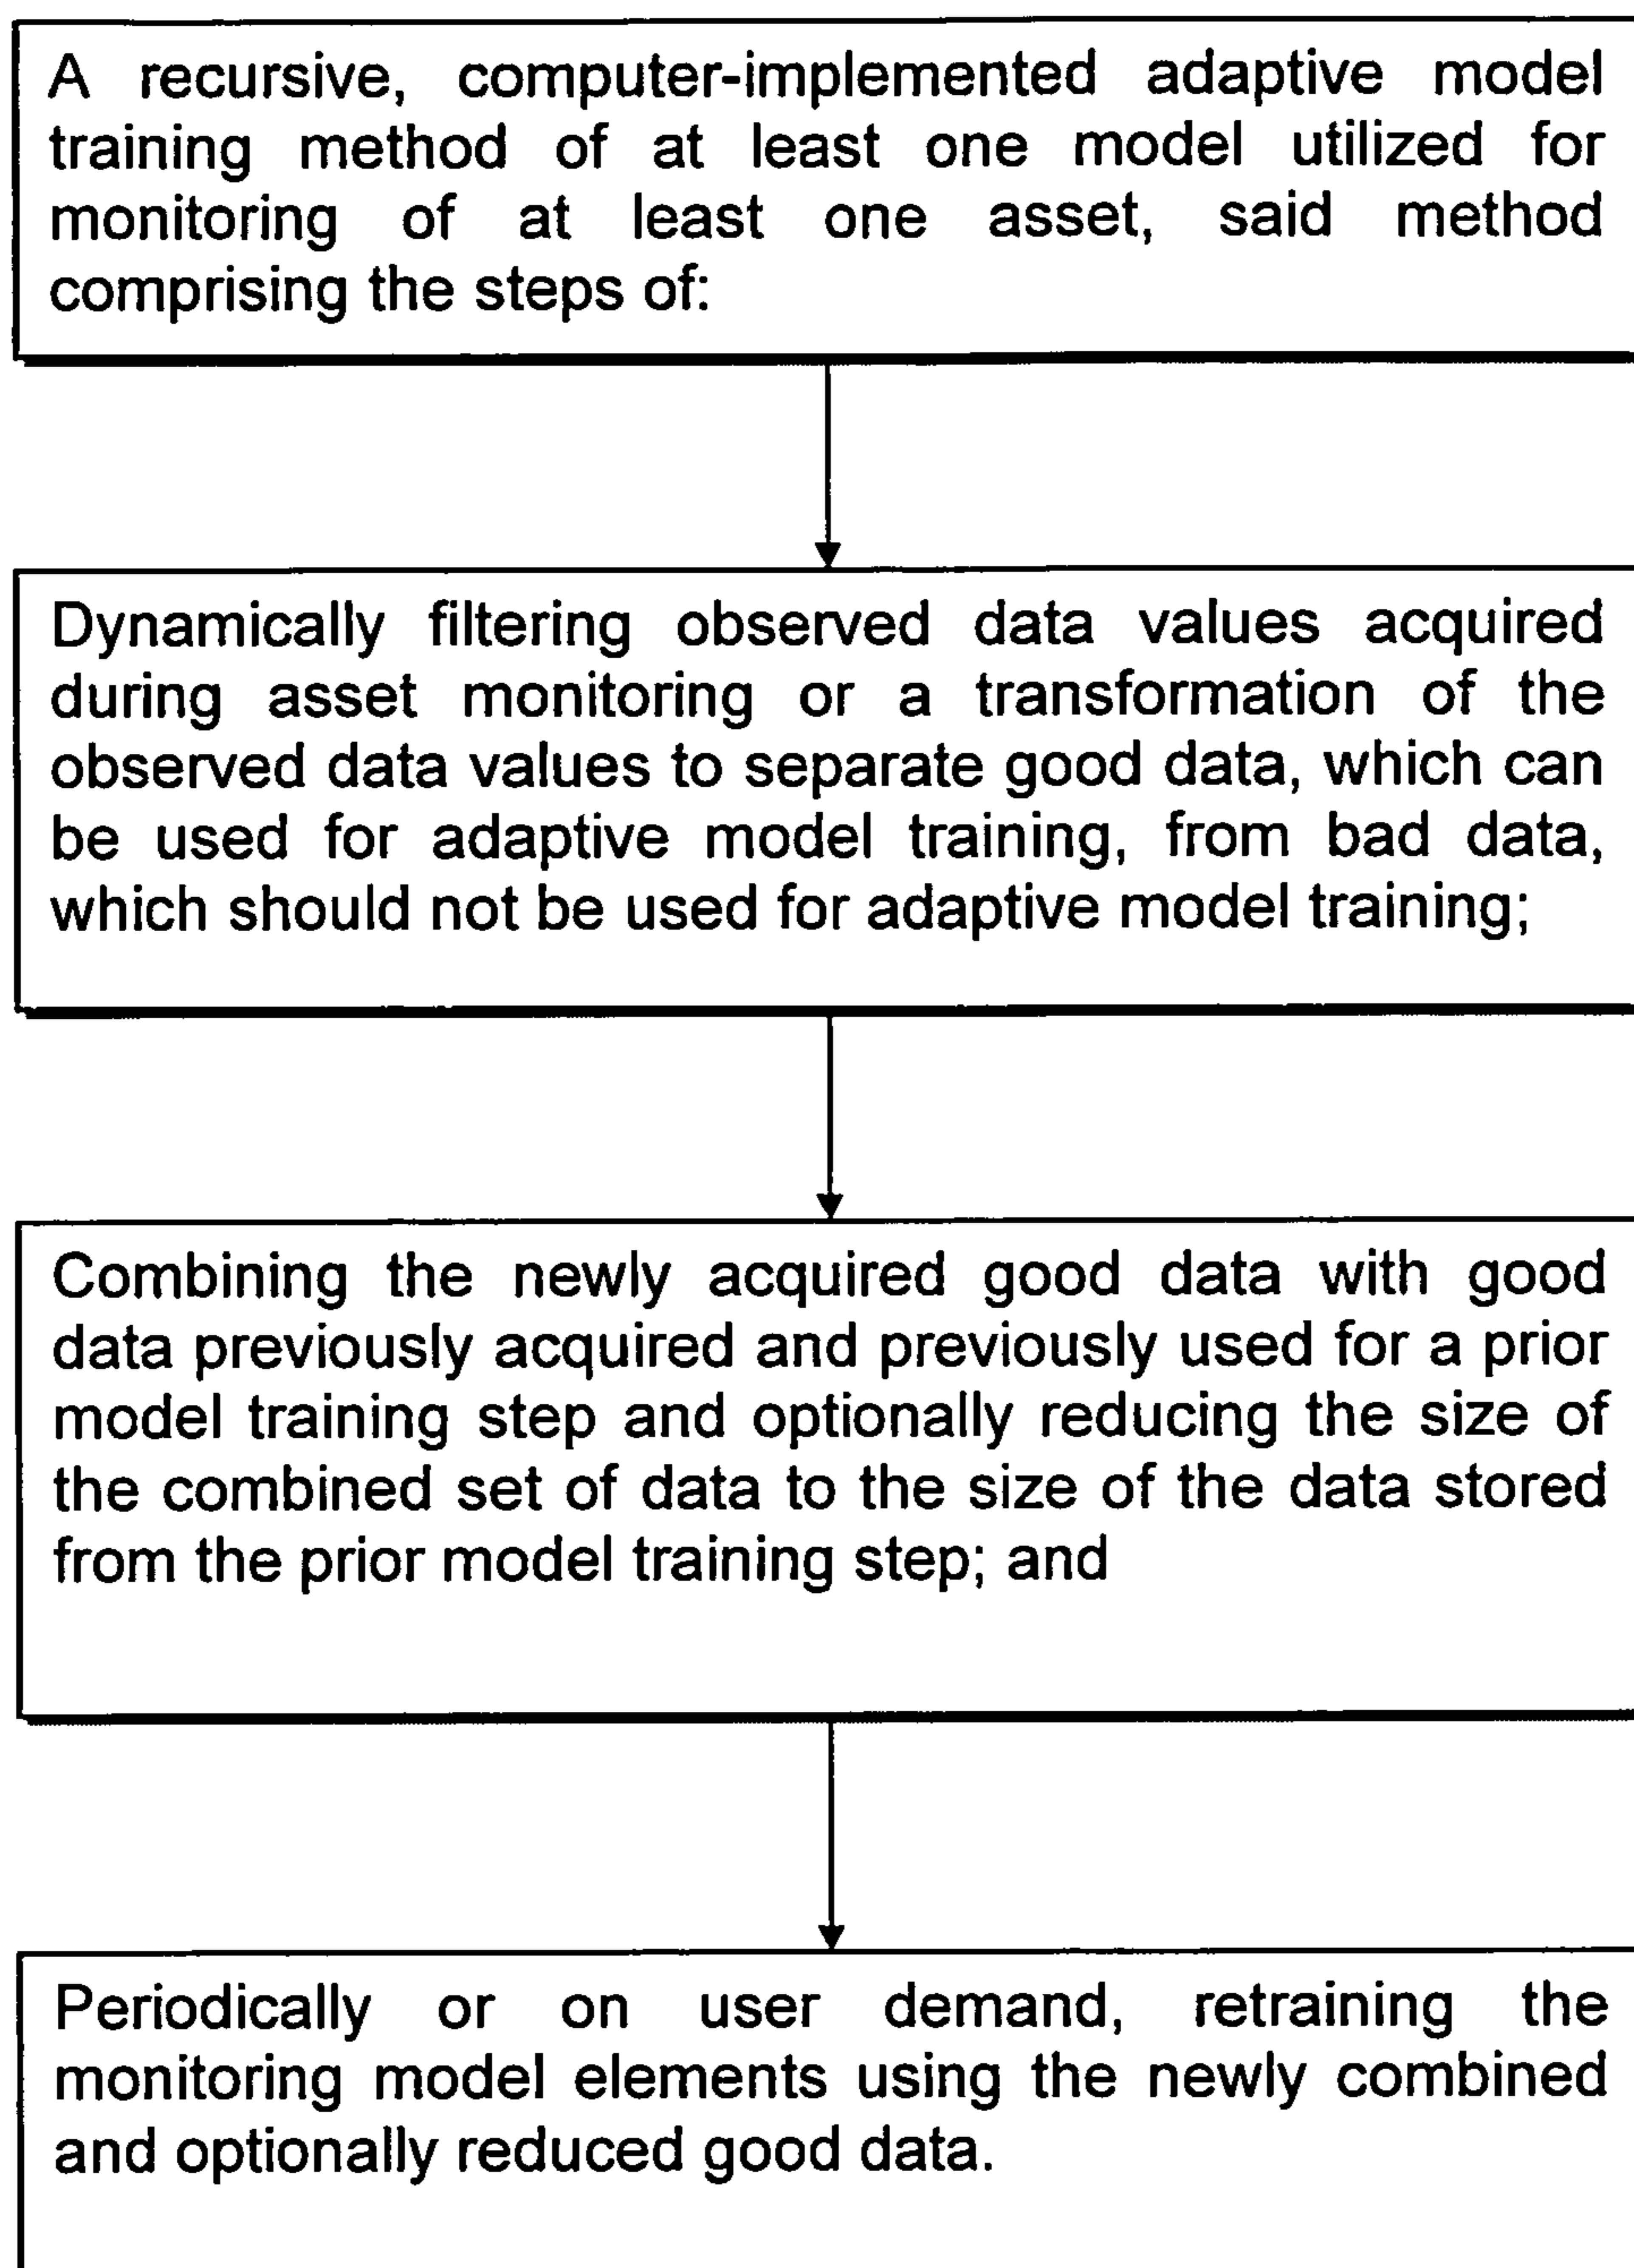 A recursive, computer-implemented adaptive model
training method of at least one model utilized for
monitoring of at least one asset, said method
comprising the steps of:
Dynamically filtering observed data values acquired
during asset monitoring or a transformation of the
observed data values to separate good data, which can
be used for adaptive model training, from bad data,
which should not be used for adaptive model training;
Combining the newly acquired good data with good
data previously acquired and previously used for a prior
model training step and optionally reducing the size of
the combined set of data to the size of the data stored
from the prior model training step; and
Periodically or on user demand, retraining the
monitoring model elements using the newly combined
and optionally reduced good data.